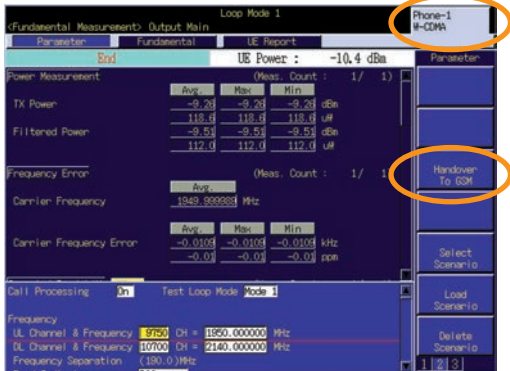 Loop Mode 1
Phone-1
W-CDMA
<Fundamental Measurement> Output Main
Parameter Fundamental UE Report
End UE Power : -10.4 dBm Parameter
Power Measurement (Meas. Count : 1/ 1)
Avg. Max Min
TX Power -9.26 -9.26 -9.26 dBm
118.6 118.6 118.6 uW
Filtered Power -9.51 -9.51 -9.51 dBm
112.0 112.0 112.0 uW
Handover
To GSM
Frequency Error (Meas. Count : 1/ 1)
Avg.
Carrier Frequency 1949.999989 MHz
Avg. Max Min
Carrier Frequency Error -0.0109 -0.0109 -0.0109 kHz
-0.01 -0.01 -0.01 ppm
Select
Scenario
Call Processing On Test Loop Mode Mode 1
Load
Scenario
Frequency
UL Channel & Frequency 9750 CH = 1950.000000 MHz
DL Channel & Frequency 10700 CH = 2140.000000 MHz
Frequency Separation (190.0)MHz
Delete
Scenario
1 2 3